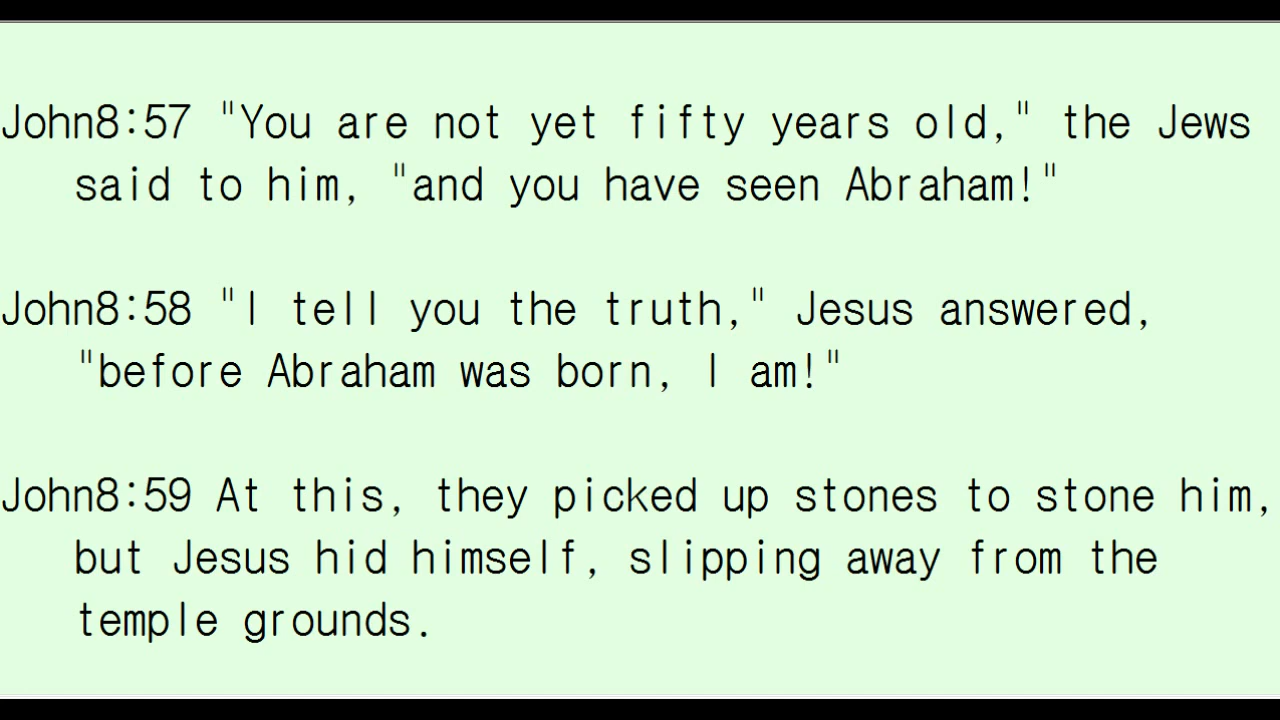 John8:57 "You are not yet fifty years old," the Jews
said to him, "and you have seen Abraham!"
John8:58 "I tell you the truth," Jesus answered,
"before Abraham was born, I am!"
John8:59 At this, they picked up stones to stone him,
but Jesus hid himself, slipping away from the
temple grounds.